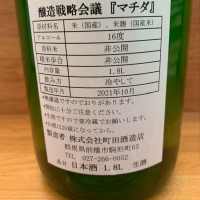 醸造戦略会議『マチダ』
原材料名 米（国産）、米麹（国産米）
アルコール 16度
原料米 非公開
精米歩合 非公開
内容量 1.8L
飲み方 冷やして
製造年月 2021年10月
製造者 株式会社町田酒造店
群馬県前橋市駒形町65
TEL 027-266-0052
品目 日本酒 1.8L 生酒